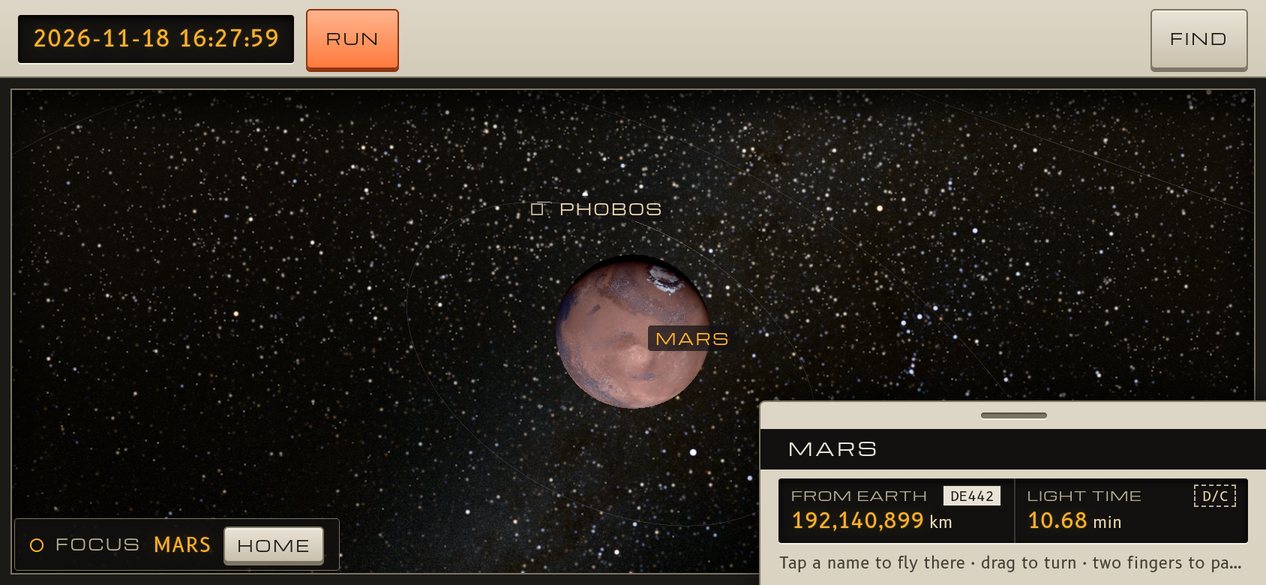 2026-11-18 16:27:59 RUN FIND
PHOBOS
MARS
MARS
FROM EARTH DE442 LIGHT TIME D/C
192,140,899 km 10.68 min
FOCUS MARS HOME
Tap a name to fly there · drag to turn · two fingers to pa...